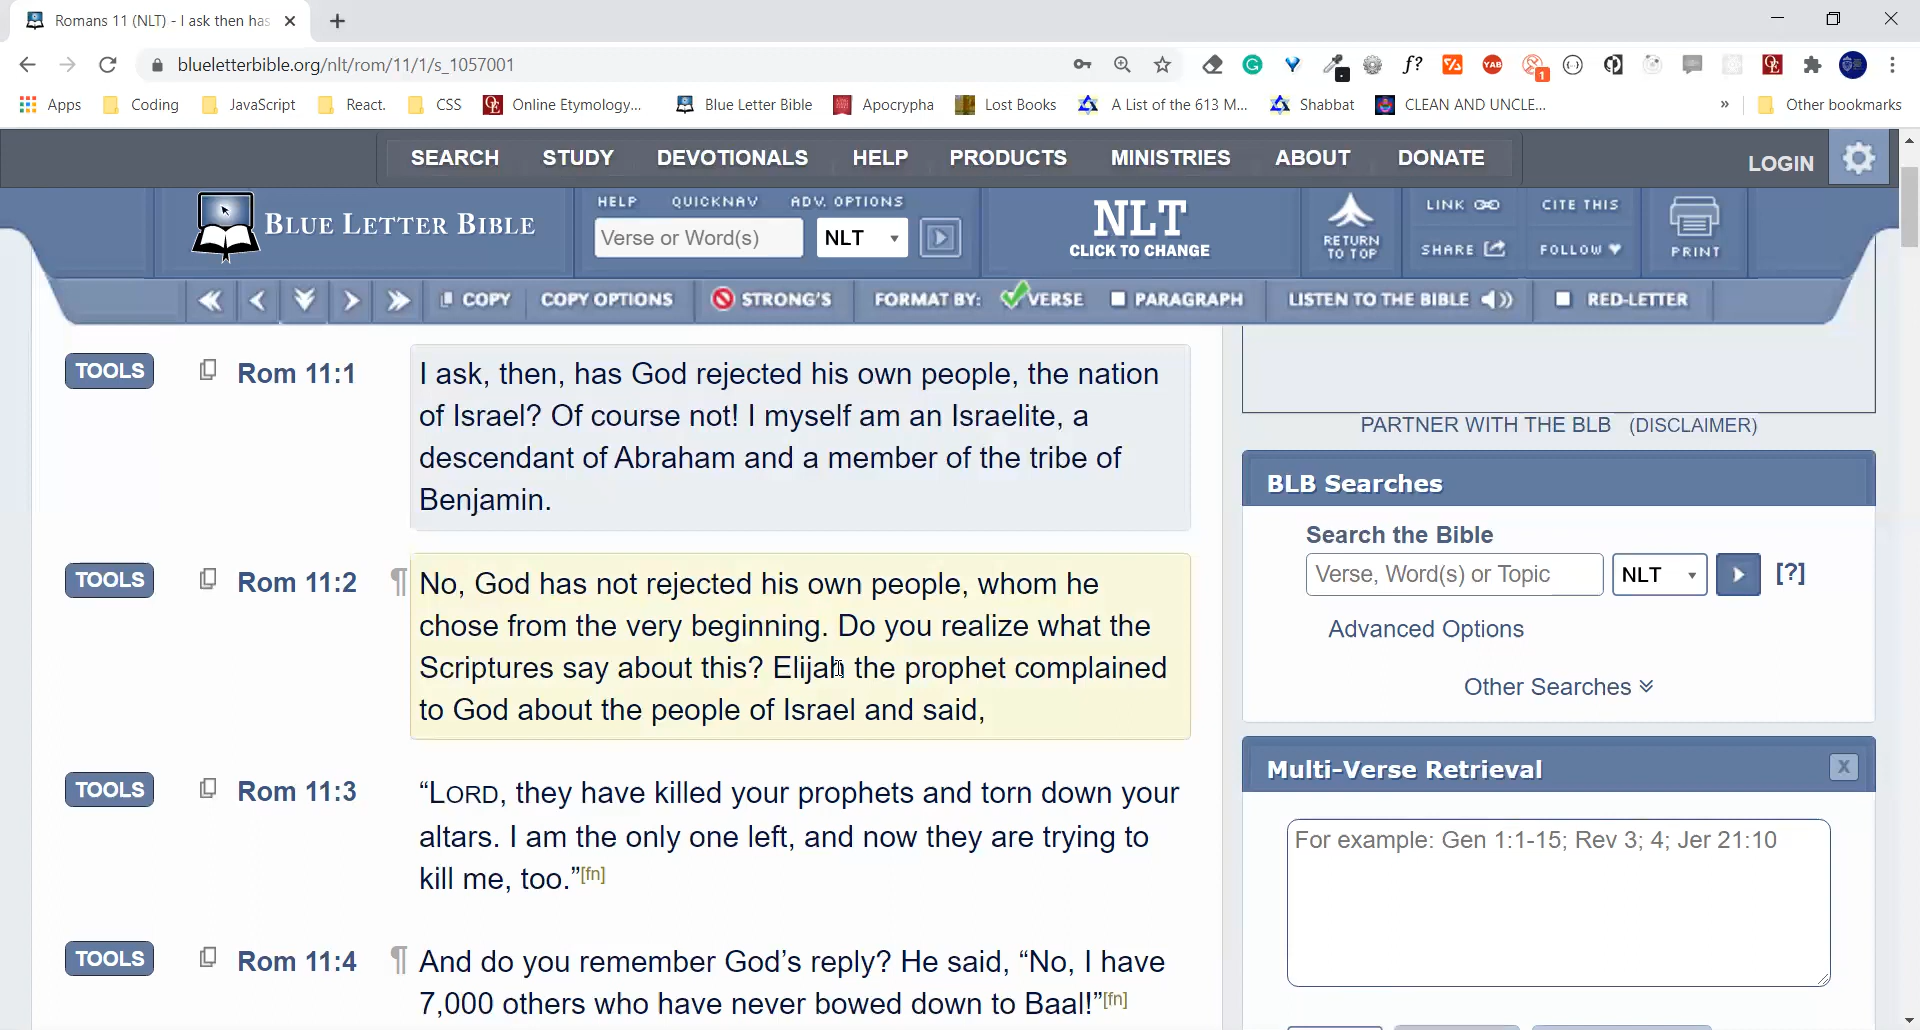 Romans 11 (NLT) - I ask then has
blueletterbible.org/nlt/rom/11/1/s_1057001
f?
YAB
1
OE
Apps
Coding
JavaScript
React.
CSS
OE
Online Etymology...
Blue Letter Bible
Apocrypha
Lost Books
A List of the 613 M...
Shabbat
CLEAN AND UNCLE...
»
Other bookmarks
SEARCH
STUDY
DEVOTIONALS
HELP
PRODUCTS
MINISTRIES
ABOUT
DONATE
LOGIN
BLUE LETTER BIBLE
HELP
QUICKNAV
ADV. OPTIONS
Verse or Word(s)
NLT
NLT
CLICK TO CHANGE
RETURN
TO TOP
LINK
CITE THIS
SHARE
FOLLOW
PRINT
COPY
COPY OPTIONS
STRONG'S
FORMAT BY:
VERSE
PARAGRAPH
LISTEN TO THE BIBLE
RED-LETTER
TOOLS
Rom 11:1
I ask, then, has God rejected his own people, the nation
of Israel? Of course not! I myself am an Israelite, a
descendant of Abraham and a member of the tribe of
Benjamin.
TOOLS
Rom 11:2
¶ No, God has not rejected his own people, whom he
chose from the very beginning. Do you realize what the
Scriptures say about this? Elijah the prophet complained
to God about the people of Israel and said,
TOOLS
Rom 11:3
“LORD, they have killed your prophets and torn down your
altars. I am the only one left, and now they are trying to
kill me, too.”[fn]
TOOLS
Rom 11:4
¶ And do you remember God’s reply? He said, “No, I have
7,000 others who have never bowed down to Baal!”[fn]
PARTNER WITH THE BLB (DISCLAIMER)
BLB Searches
Search the Bible
Verse, Word(s) or Topic
NLT
[?]
Advanced Options
Other Searches
Multi-Verse Retrieval
X
For example: Gen 1:1-15; Rev 3; 4; Jer 21:10